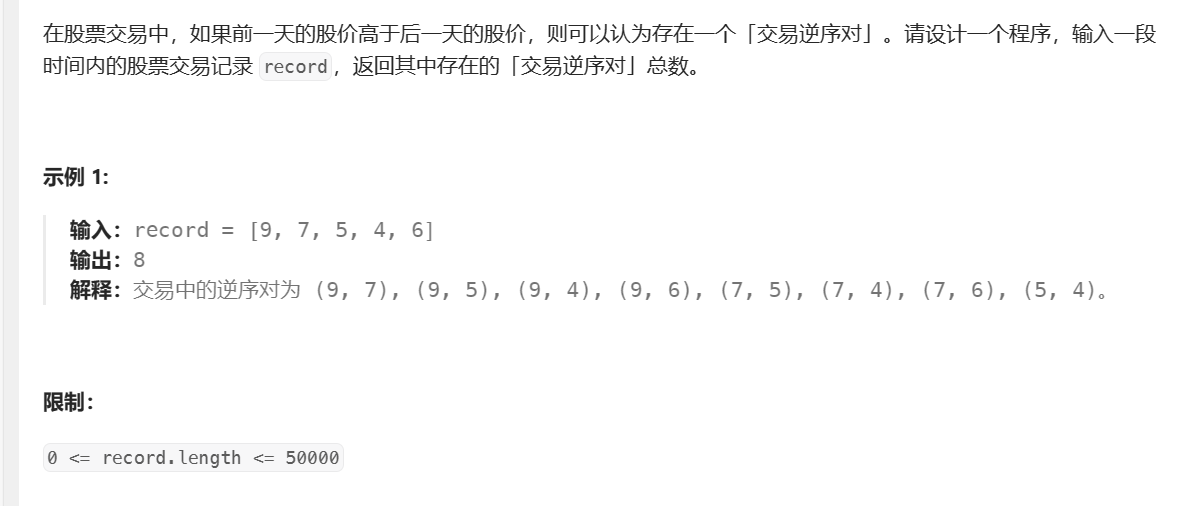 在股票交易中，如果前一天的股价高于后一天的股价，则可以认为存在一个「交易逆序对」。请设计一个程序，输入一段
时间内的股票交易记录 record，返回其中存在的「交易逆序对」总数。
示例 1:
输入：record = [9, 7, 5, 4, 6]
输出：8
解释：交易中的逆序对为 (9, 7), (9, 5), (9, 4), (9, 6), (7, 5), (7, 4), (7, 6), (5, 4)。
限制：
0 <= record.length <= 50000